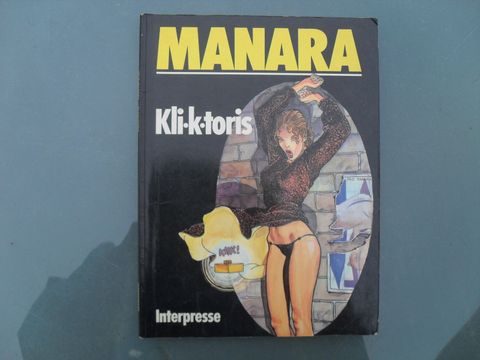 MANARA
Kli•k•toris
Interpresse